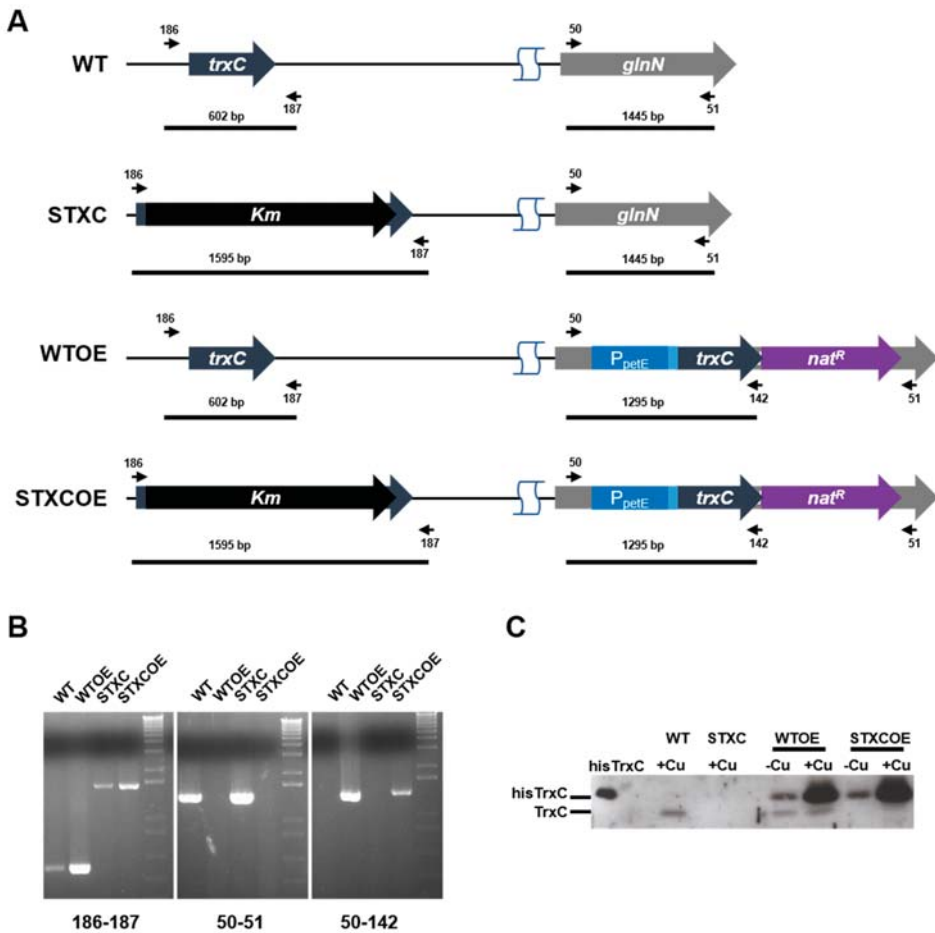 A
186
50
WT
trxC
glnN
187
51
602 bp
1445 bp
186
50
STXC
Km
glnN
187
51
1595 bp
1445 bp
186
50
WTOE
trxC
PpetE
trxC
natR
187
142
51
602 bp
1295 bp
186
50
STXCOE
Km
PpetE
trxC
natR
187
142
51
1595 bp
1295 bp
B
WT WTOE STXC STXCOE
WT WTOE STXC STXCOE
WT WTOE STXC STXCOE
186-187
50-51
50-142
C
WT STXC WTOE STXCOE
hisTrxC +Cu +Cu -Cu +Cu -Cu +Cu
hisTrxC
TrxC